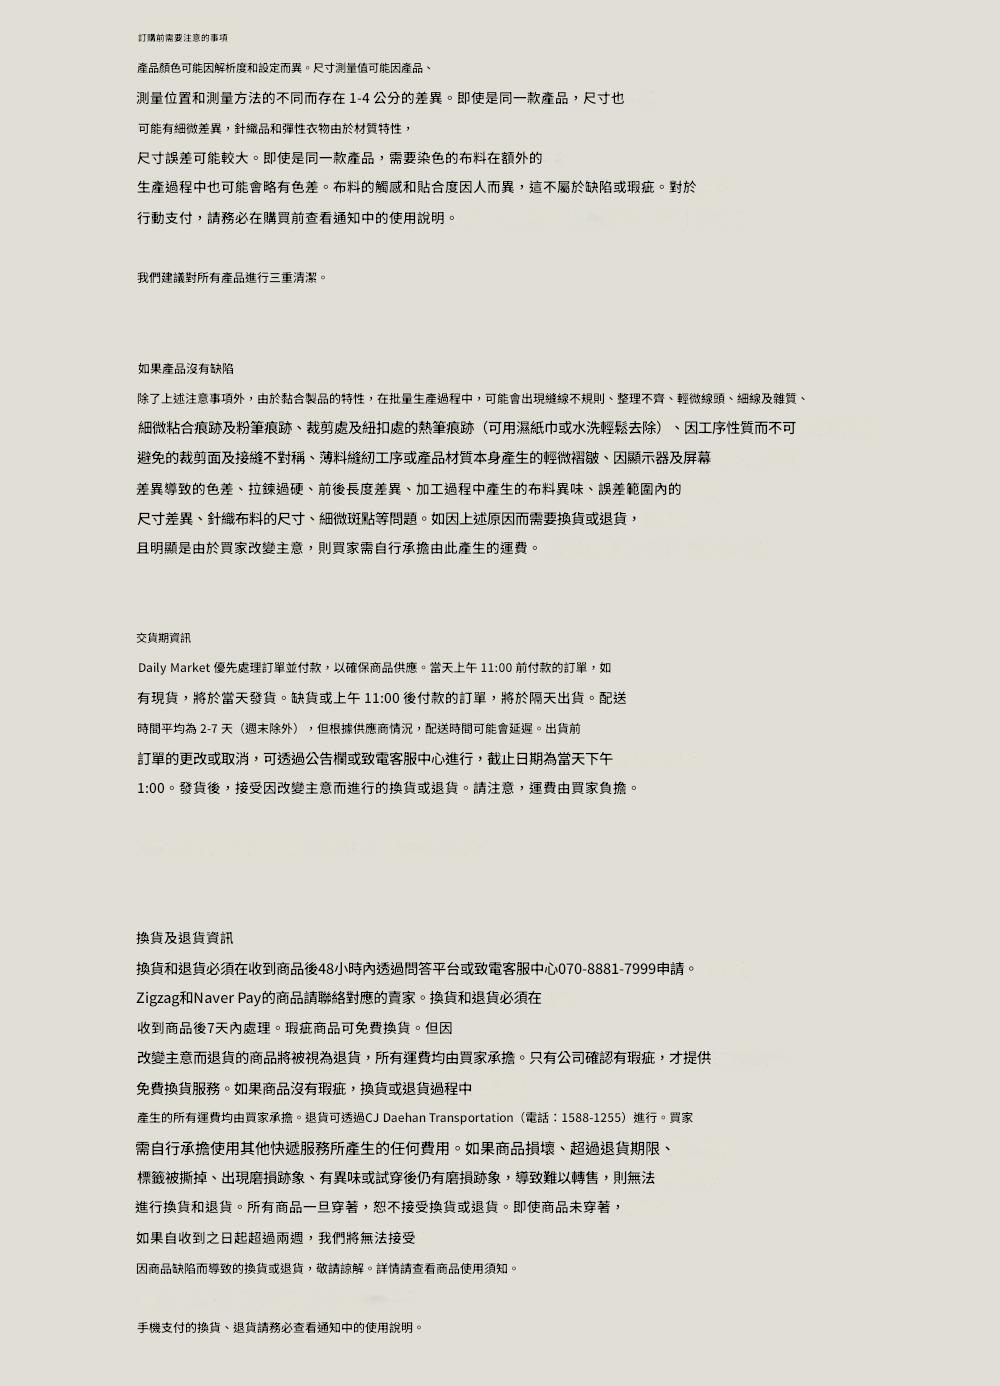 訂購前需要注意的事項
產品顏色可能因解析度和設定而異。尺寸測量值可能因產品、
測量位置和測量方法的不同而存在 1-4 公分的差異。即使是同一款產品，尺寸也
可能有細微差異，針織品和彈性衣物由於材質特性，
尺寸誤差可能較大。即使是同一款產品，需要染色的布料在額外的
生產過程中也可能會略有色差。布料的觸感和貼合度因人而異，這不屬於缺陷或瑕疵。對於
行動支付，請務必在購買前查看通知中的使用說明。
我們建議對所有產品進行三重清潔。
如果產品沒有缺陷
除了上述注意事項外，由於黏合製品的特性，在批量生產過程中，可能會出現縫線不規則、整理不齊、輕微線頭、細線及雜質、
細微粘合痕跡及粉筆痕跡、裁剪處及紐扣處的熱筆痕跡（可用濕紙巾或水洗輕鬆去除）、因工序性質而不可
避免的裁剪面及接縫不對稱、薄料縫紉工序或產品材質本身產生的輕微褶皺、因顯示器及屏幕
差異導致的色差、拉鍊過硬、前後長度差異、加工過程中產生的布料異味、誤差範圍內的
尺寸差異、針織布料的尺寸、細微斑點等問題。如因上述原因而需要換貨或退貨，
且明顯是由於買家改變主意，則買家需自行承擔由此產生的運費。
交貨期資訊
Daily Market 優先處理訂單並付款，以確保商品供應。當天上午 11:00 前付款的訂單，如
有現貨，將於當天發貨。缺貨或上午 11:00 後付款的訂單，將於隔天出貨。配送
時間平均為 2-7 天（週末除外），但根據供應商情況，配送時間可能會延遲。出貨前
訂單的更改或取消，可透過公告欄或致電客服中心進行，截止日期為當天下午
1:00。發貨後，接受因改變主意而進行的換貨或退貨。請注意，運費由買家負擔。
換貨及退貨資訊
換貨和退貨必須在收到商品後48小時內透過問答平台或致電客服中心070-8881-7999申請。
Zigzag和Naver Pay的商品請聯絡對應的賣家。換貨和退貨必須在
收到商品後7天內處理。瑕疵商品可免費換貨。但因
改變主意而退貨的商品將被視為退貨，所有運費均由買家承擔。只有公司確認有瑕疵，才提供
免費換貨服務。如果商品沒有瑕疵，換貨或退貨過程中
產生的所有運費均由買家承擔。退貨可透過CJ Daehan Transportation（電話：1588-1255）進行。買家
需自行承擔使用其他快遞服務所產生的任何費用。如果商品損壞、超過退貨期限、
標籤被撕掉、出現磨損跡象、有異味或試穿後仍有磨損跡象，導致難以轉售，則無法
進行換貨和退貨。所有商品一旦穿著，恕不接受換貨或退貨。即使商品未穿著，
如果自收到之日起超過兩週，我們將無法接受
因商品缺陷而導致的換貨或退貨，敬請諒解。詳情請查看商品使用須知。
手機支付的換貨、退貨請務必查看通知中的使用說明。